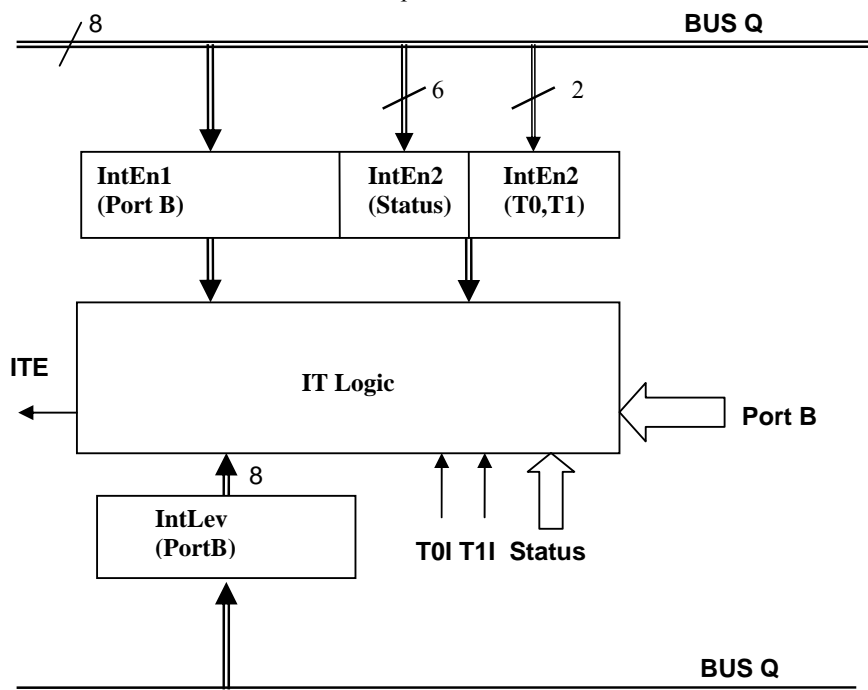 8
BUS Q
6
2
IntEn1
(Port B)
IntEn2
(Status)
IntEn2
(T0,T1)
ITE
IT Logic
Port B
8
IntLev
(PortB)
T0I T1I Status
BUS Q